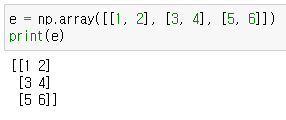 e = np.array([[1, 2], [3, 4], [5, 6]])
print(e)
[[1 2]
 [3 4]
 [5 6]]